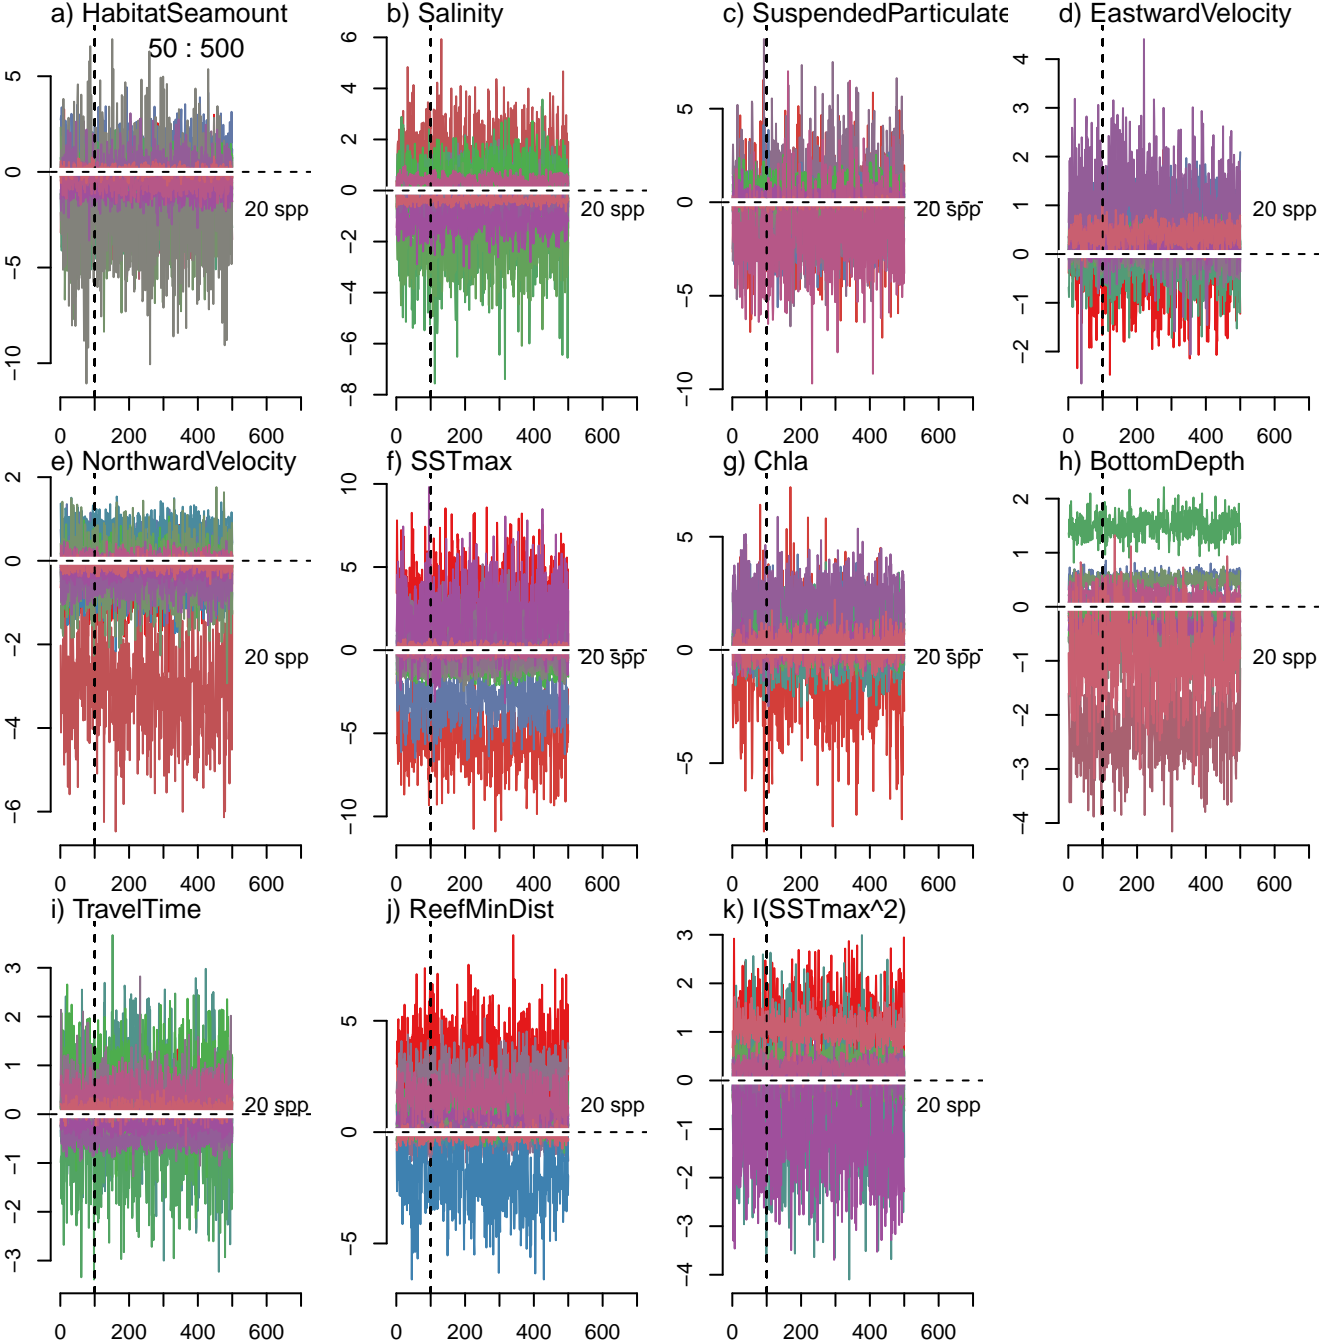 a) HabitatSeamount
50 : 500
5
0
−5
−10
20 spp
0 200 400 600
b) Salinity
6
4
2
0
−2
−4
−6
−8
20 spp
0 200 400 600
c) SuspendedParticulate
5
0
−5
−10
20 spp
0 200 400 600
d) EastwardVelocity
4
3
2
1
0
−1
−2
20 spp
0 200 400 600
e) NorthwardVelocity
2
0
−2
−4
−6
20 spp
0 200 400 600
f) SSTmax
10
5
0
−5
−10
20 spp
0 200 400 600
g) Chla
5
0
−5
20 spp
0 200 400 600
h) BottomDepth
2
1
0
−1
−2
−3
−4
20 spp
0 200 400 600
i) TravelTime
3
2
1
0
−1
−2
−3
20 spp
0 200 400 600
j) ReefMinDist
5
0
−5
20 spp
0 200 400 600
k) I(SSTmax^2)
3
2
1
0
−1
−2
−3
−4
20 spp
0 200 400 600